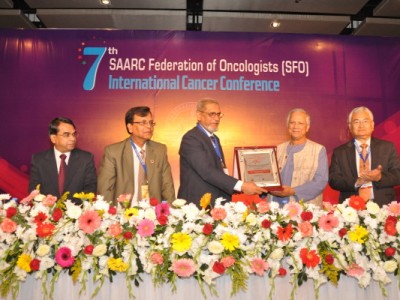 7th
SAARC Federation of Oncologists (SFO)
International Cancer Conference